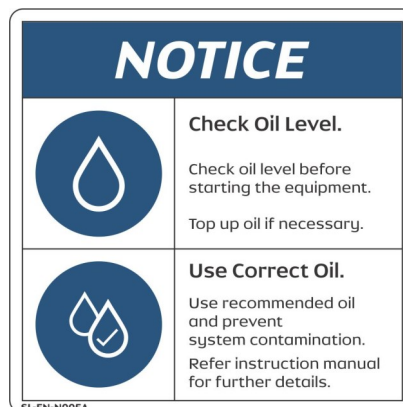 NOTICE
Check Oil Level.
Check oil level before
starting the equipment.
Top up oil if necessary.
Use Correct Oil.
Use recommended oil
and prevent
system contamination.
Refer instruction manual
for further details.